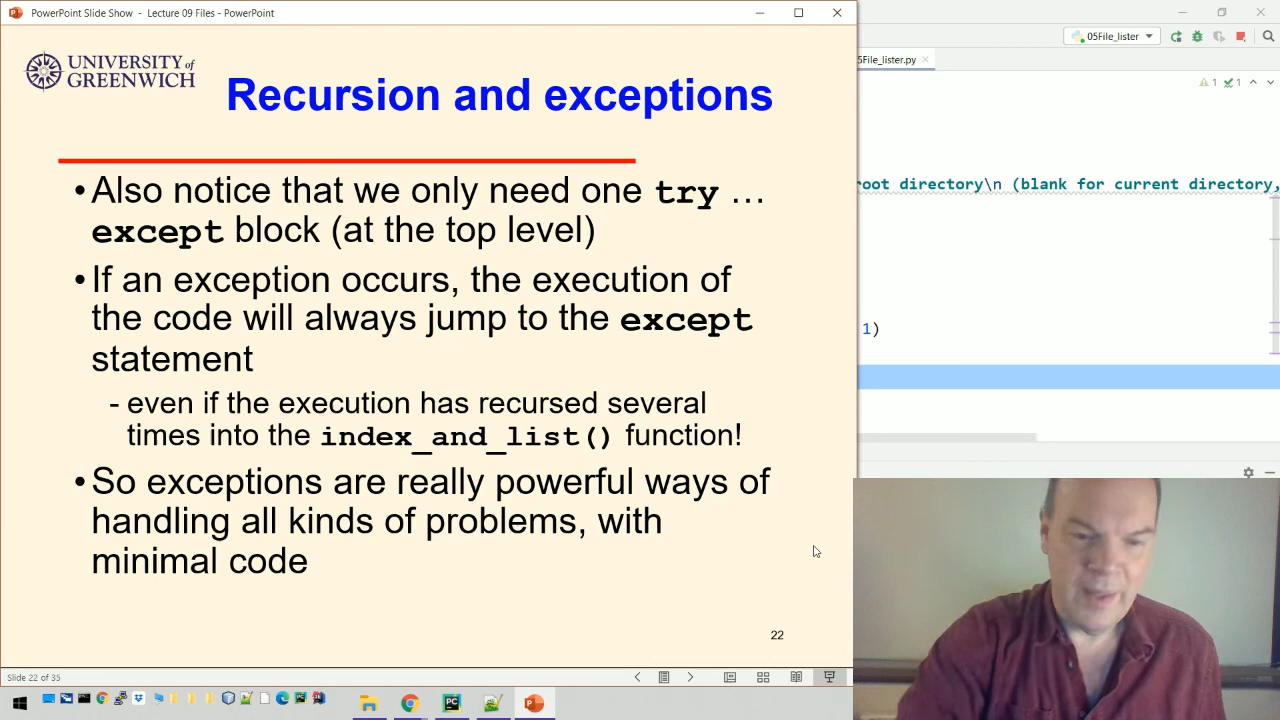 PowerPoint Slide Show - Lecture 09 Files - PowerPoint
UNIVERSITY of
GREENWICH
Recursion and exceptions
•Also notice that we only need one try …
except block (at the top level)
•If an exception occurs, the execution of
the code will always jump to the except
statement
- even if the execution has recursed several
times into the index_and_list() function!
•So exceptions are really powerful ways of
handling all kinds of problems, with
minimal code
22
Slide 22 of 35
05File_lister
5File_lister.py
1 1
root directory\n (blank for current directory,
1)
PC